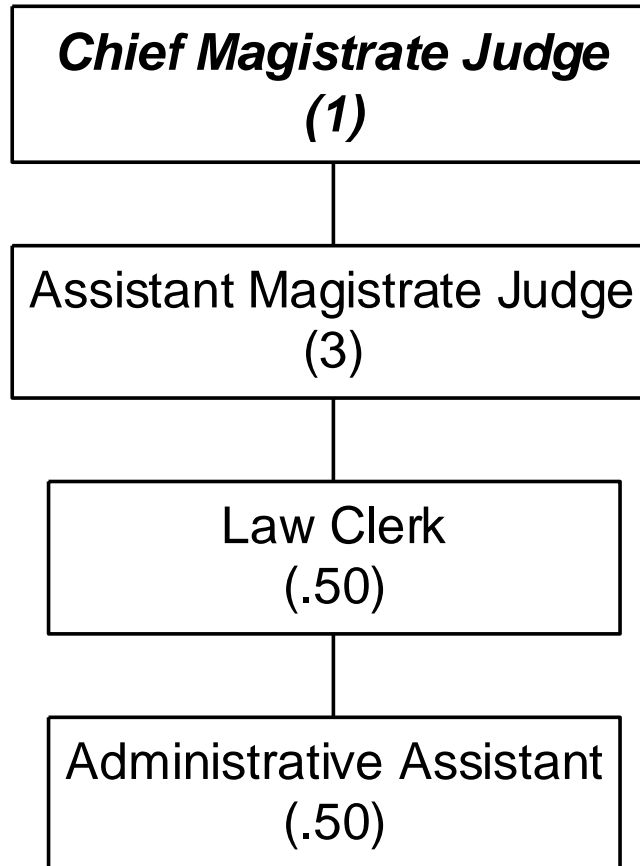 Chief Magistrate Judge
(1)
Assistant Magistrate Judge
(3)
Law Clerk
(.50)
Administrative Assistant
(.50)